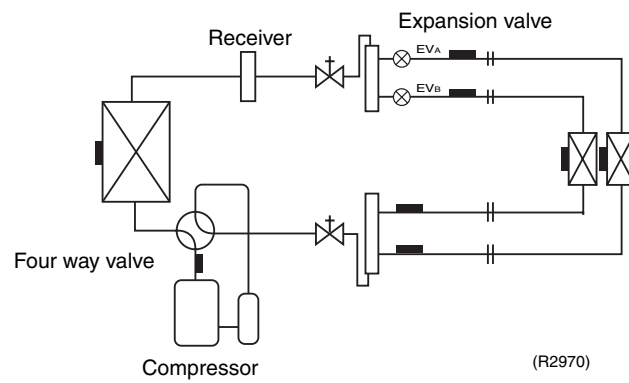 Expansion valve
Receiver
EVA
EVB
Four way valve
Compressor
(R2970)